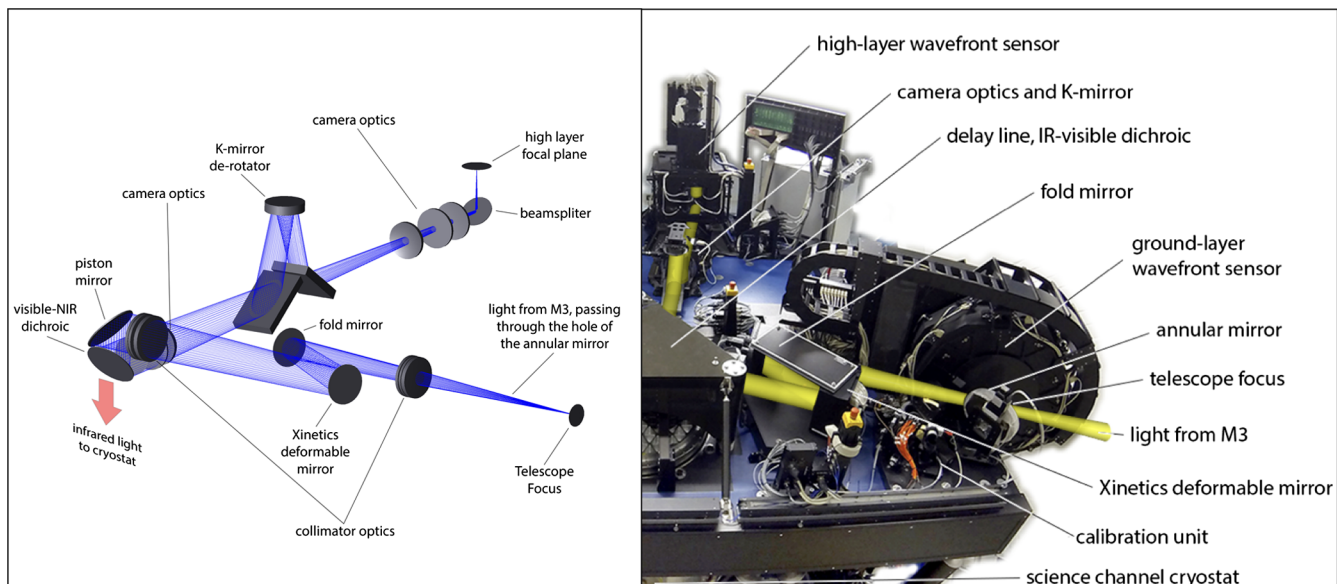 camera optics
high layer
focal plane
K-mirror
de-rotator
camera optics
beamspliter
piston
mirror
visible-NIR
dichroic
fold mirror
light from M3, passing
through the hole of
the annular mirror
infrared light
to cryostat
Xinetics
deformable
mirror
Telescope
Focus
collimator optics
high-layer wavefront sensor
camera optics and K-mirror
delay line, IR-visible dichroic
fold mirror
ground-layer
wavefront sensor
annular mirror
telescope focus
light from M3
Xinetics deformable mirror
calibration unit
science channel cryostat